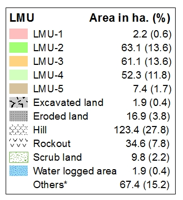 LMU Area in ha. (%)
LMU-1 2.2 (0.6)
LMU-2 63.1 (13.6)
LMU-3 61.1 (13.6)
LMU-4 52.3 (11.8)
LMU-5 7.4 (1.7)
Excavated land 1.9 (0.4)
Eroded land 16.9 (3.8)
Hill 123.4 (27.8)
Rockout 34.6 (7.8)
Scrub land 9.8 (2.2)
Water logged area 1.9 (0.4)
Others* 67.4 (15.2)